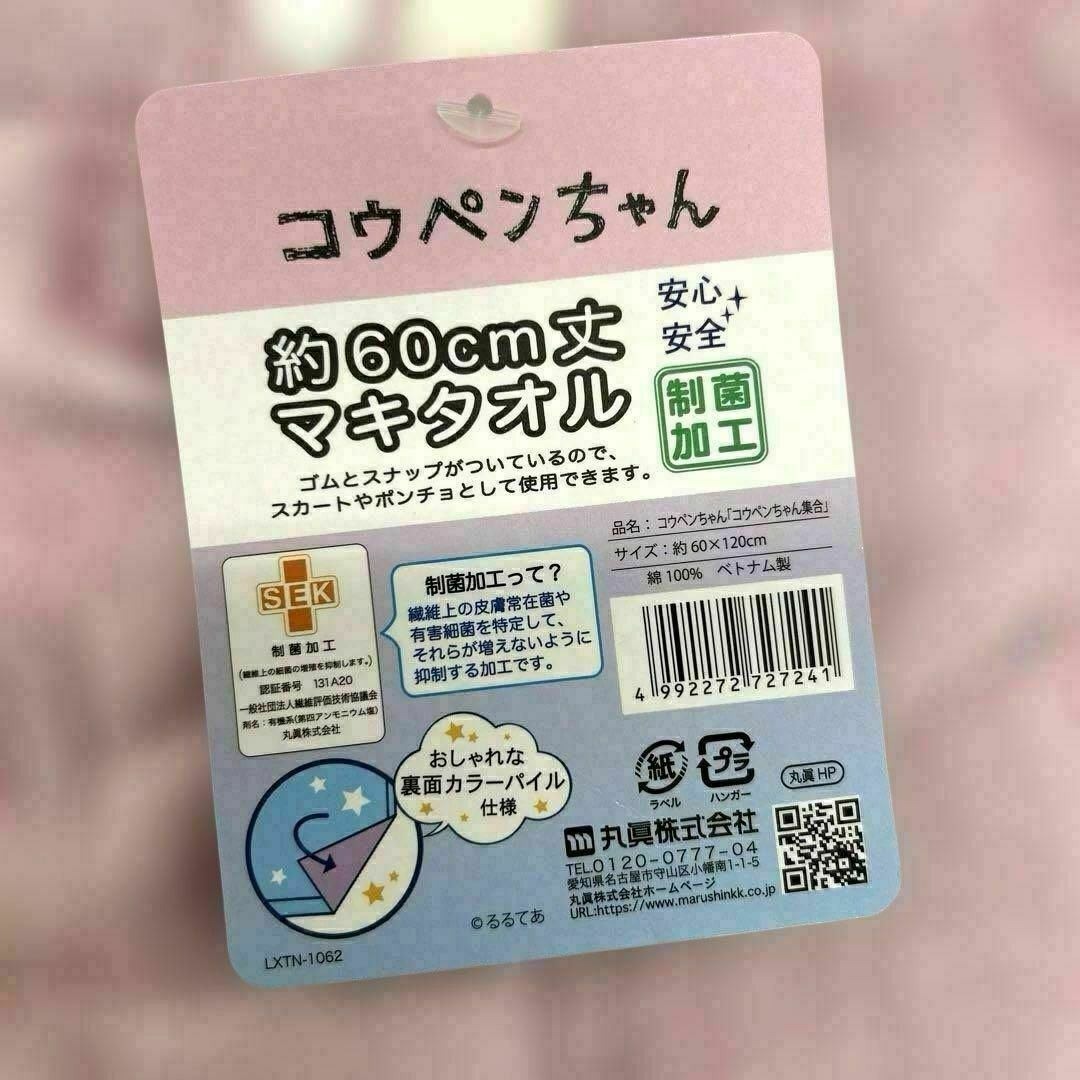 コウペンちゃん
約60cm丈
マキタオル
安心
安全
制菌
加工
ゴムとスナップがついているので、
スカートやポンチョとして使用できます。
品名：コウペンちゃん「コウペンちゃん集合」
サイズ：約60×120cm
綿100% ベトナム製
SEK
制菌加工
(繊維上の細菌の増殖を抑制します。)
認証番号 131A20
一般社団法人繊維評価技術協議会
剤名：有機系(第四アンモニウム塩)
丸眞株式会社
制菌加工って？
繊維上の皮膚常在菌や
有害細菌を特定して、
それらが増えないように
抑制する加工です。
4 992272 727241
おしゃれな
裏面カラーパイル
仕様
紙
ラベル
プラ
ハンガー
丸眞HP
丸眞株式会社
TEL.0120-0777-04
愛知県名古屋市守山区小幡南1-1-5
丸眞株式会社ホームページ
URL:https://www.marushinkk.co.jp
©るるてあ
LXTN-1062